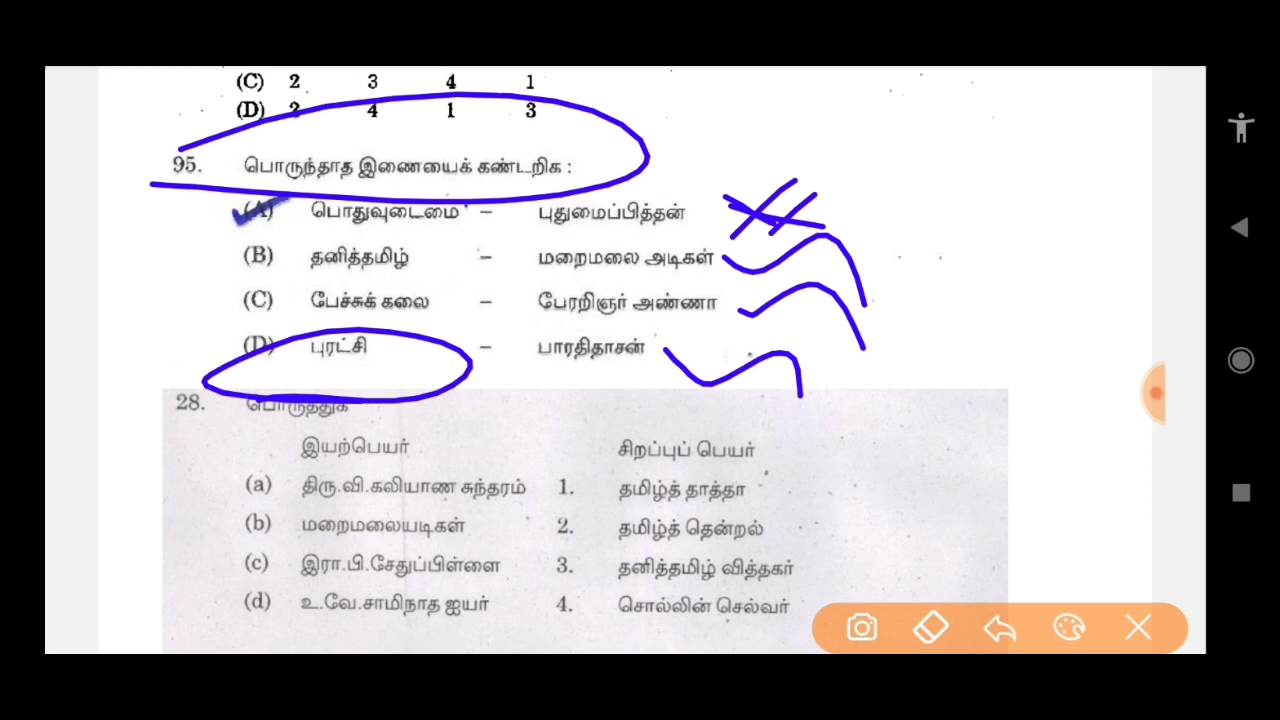 (C) 2 3 4 1
(D) 2 4 1 3
95. பொருந்தாத இணையைக் கண்டறிக :
(A) பொதுவுடைமை – புதுமைப்பித்தன்
(B) தனித்தமிழ் – மறைமலை அடிகள்
(C) பேச்சுக் கலை – பேரறிஞர் அண்ணா
(D) புரட்சி – பாரதிதாசன்
28. பொருத்துக
இயற்பெயர் சிறப்புப் பெயர்
(a) திரு.வி.கலியாண சுந்தரம் 1. தமிழ்த் தாத்தா
(b) மறைமலையடிகள் 2. தமிழ்த் தென்றல்
(c) இரா.பி.சேதுப்பிள்ளை 3. தனித்தமிழ் வித்தகர்
(d) உ.வே.சாமிநாத ஐயர் 4. சொல்லின் செல்வர்